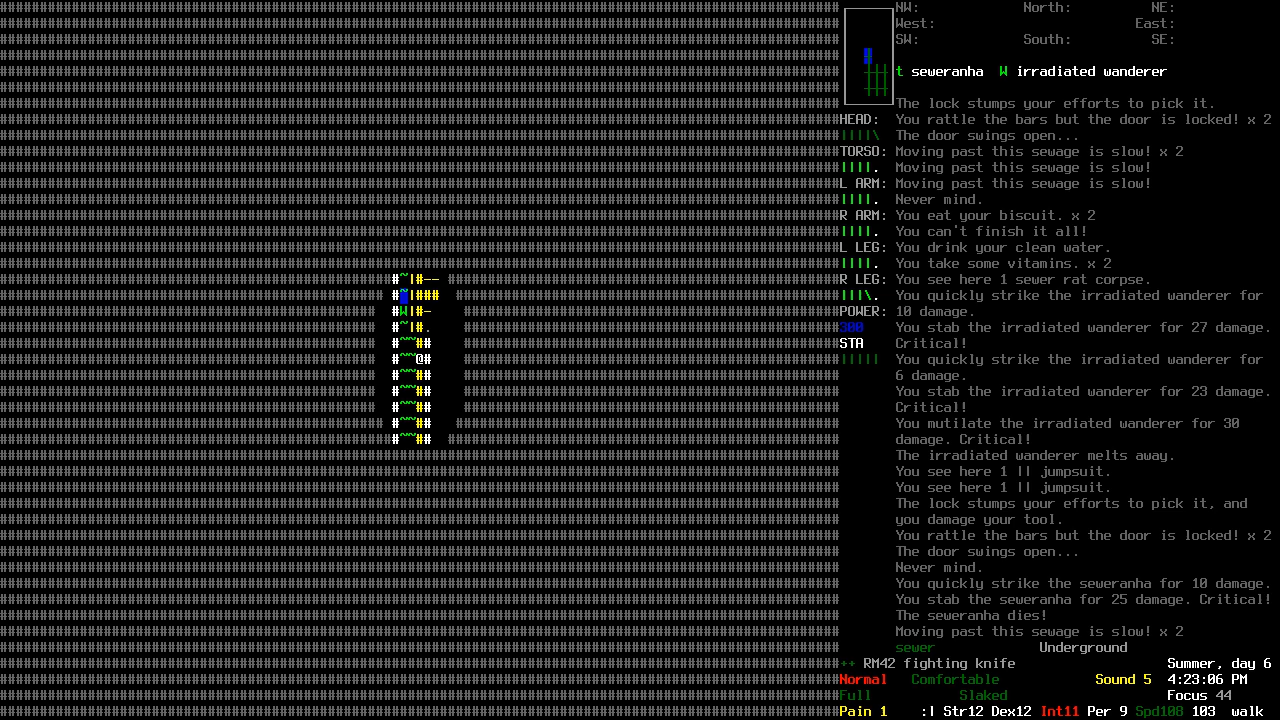 NW: North: NE:
West: East:
SW: South: SE:
t seweranha W irradiated wanderer
The lock stumps your efforts to pick it.
HEAD: You rattle the bars but the door is locked! x 2
||||\ The door swings open...
TORSO: Moving past this sewage is slow! x 2
||||. Moving past this sewage is slow!
L ARM: Moving past this sewage is slow!
||||. Never mind.
R ARM: You eat your biscuit. x 2
||||. You can't finish it all!
L LEG: You drink your clean water.
||||. You take some vitamins. x 2
R LEG: You see here 1 sewer rat corpse.
|||\. You quickly strike the irradiated wanderer for
POWER: 10 damage.
300 You stab the irradiated wanderer for 27 damage.
STA Critical!
||||| You quickly strike the irradiated wanderer for
6 damage.
You stab the irradiated wanderer for 23 damage.
Critical!
You mutilate the irradiated wanderer for 30
damage. Critical!
The irradiated wanderer melts away.
You see here 1 || jumpsuit.
You see here 1 || jumpsuit.
The lock stumps your efforts to pick it, and
you damage your tool.
You rattle the bars but the door is locked! x 2
The door swings open...
Never mind.
You quickly strike the seweranha for 10 damage.
You stab the seweranha for 25 damage. Critical!
The seweranha dies!
Moving past this sewage is slow! x 2
sewer Underground
++ RM42 fighting knife Summer, day 6
Normal Comfortable Sound 5 4:23:06 PM
Full Slaked Focus 44
Pain 1 :| Str12 Dex12 Int11 Per 9 Spd108 103 walk